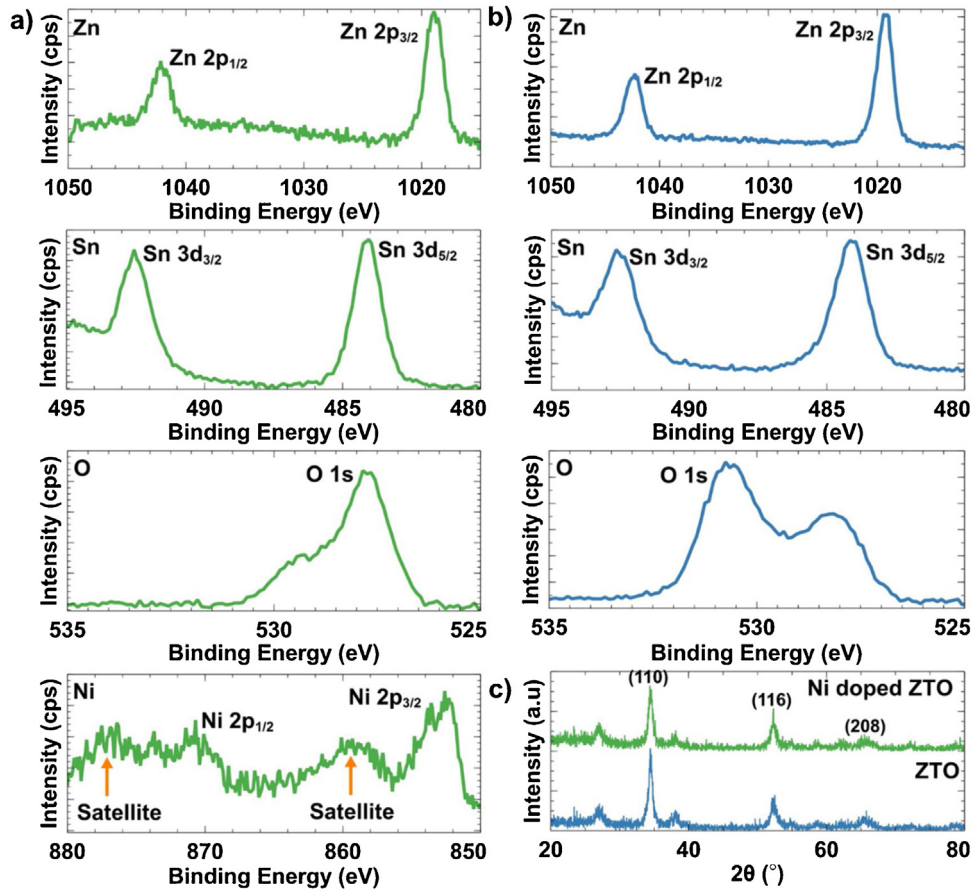 a)
Zn
Zn 2p1/2
Zn 2p3/2
Intensity (cps)
1050 1040 1030 1020
Binding Energy (eV)
Sn
Sn 3d3/2
Sn 3d5/2
Intensity (cps)
495 490 485 480
Binding Energy (eV)
O
O 1s
Intensity (cps)
535 530 525
Binding Energy (eV)
Ni
Ni 2p1/2
Ni 2p3/2
Satellite
Satellite
Intensity (cps)
880 870 860 850
Binding Energy (eV)
b)
Zn
Zn 2p1/2
Zn 2p3/2
Intensity (cps)
1050 1040 1030 1020
Binding Energy (eV)
Sn
Sn 3d3/2
Sn 3d5/2
Intensity (cps)
495 490 485 480
Binding Energy (eV)
O
O 1s
Intensity (cps)
535 530 525
Binding Energy (eV)
c)
(110)
Ni doped ZTO
(116)
(208)
ZTO
Intensity (a.u)
20 40 60 80
2θ (°)